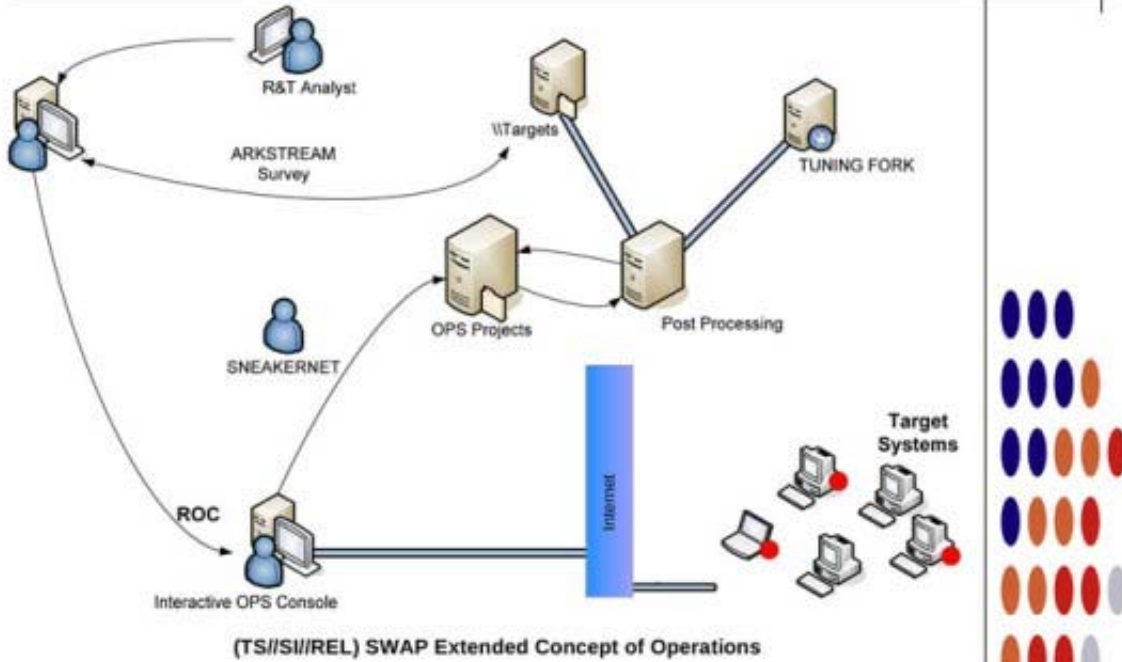 R&T Analyst
\\Targets
TUNING FORK
ARKSTREAM
Survey
OPS Projects
Post Processing
SNEAKERNET
Target
Systems
Internet
ROC
Interactive OPS Console
(TS//SI//REL) SWAP Extended Concept of Operations